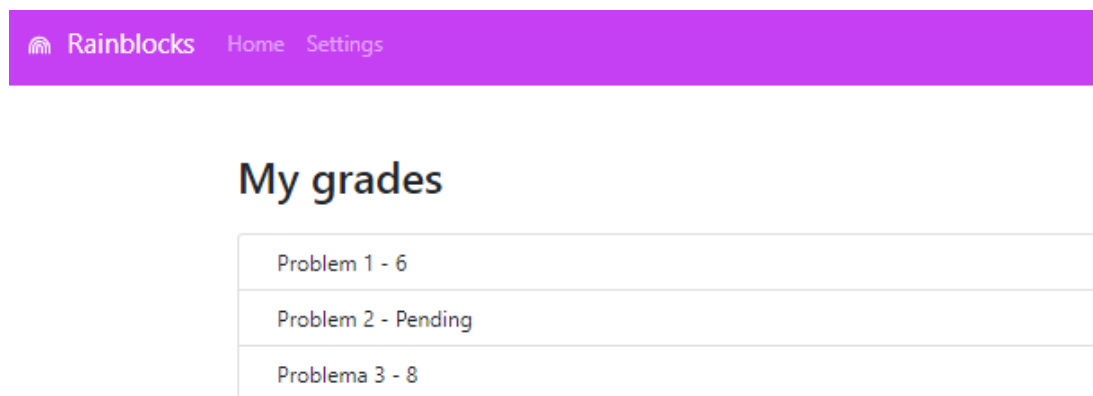 Rainblocks Home Settings
My grades
Problem 1 - 6
Problem 2 - Pending
Problema 3 - 8